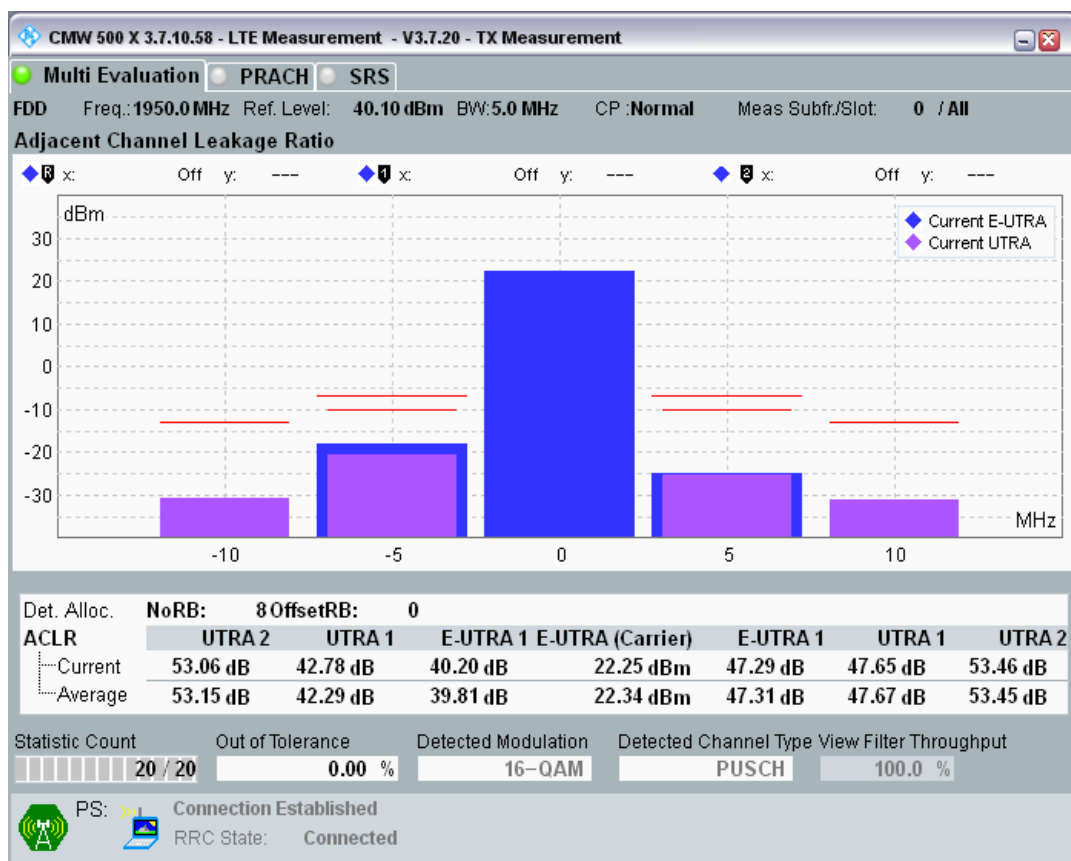 CMW 500 X 3.7.10.58 - LTE Measurement - V3.7.20 - TX Measurement
Multi Evaluation PRACH SRS
FDD Freq.: 1950.0 MHz Ref. Level: 40.10 dBm BW: 5.0 MHz CP : Normal Meas Subfr./Slot: 0 / All
Adjacent Channel Leakage Ratio
R x: Off y: --- 1 x: Off y: --- 2 x: Off y: ---
dBm
Current E-UTRA
Current UTRA
30
20
10
0
-10
-20
-30
MHz
-10 -5 0 5 10
Det. Alloc. NoRB: 8 OffsetRB: 0
ACLR UTRA 2 UTRA 1 E-UTRA 1 E-UTRA (Carrier) E-UTRA 1 UTRA 1 UTRA 2
Current 53.06 dB 42.78 dB 40.20 dB 22.25 dBm 47.29 dB 47.65 dB 53.46 dB
Average 53.15 dB 42.29 dB 39.81 dB 22.34 dBm 47.31 dB 47.67 dB 53.45 dB
Statistic Count Out of Tolerance Detected Modulation Detected Channel Type View Filter Throughput
20 / 20 0.00 % 16-QAM PUSCH 100.0 %
PS: Connection Established
RRC State: Connected